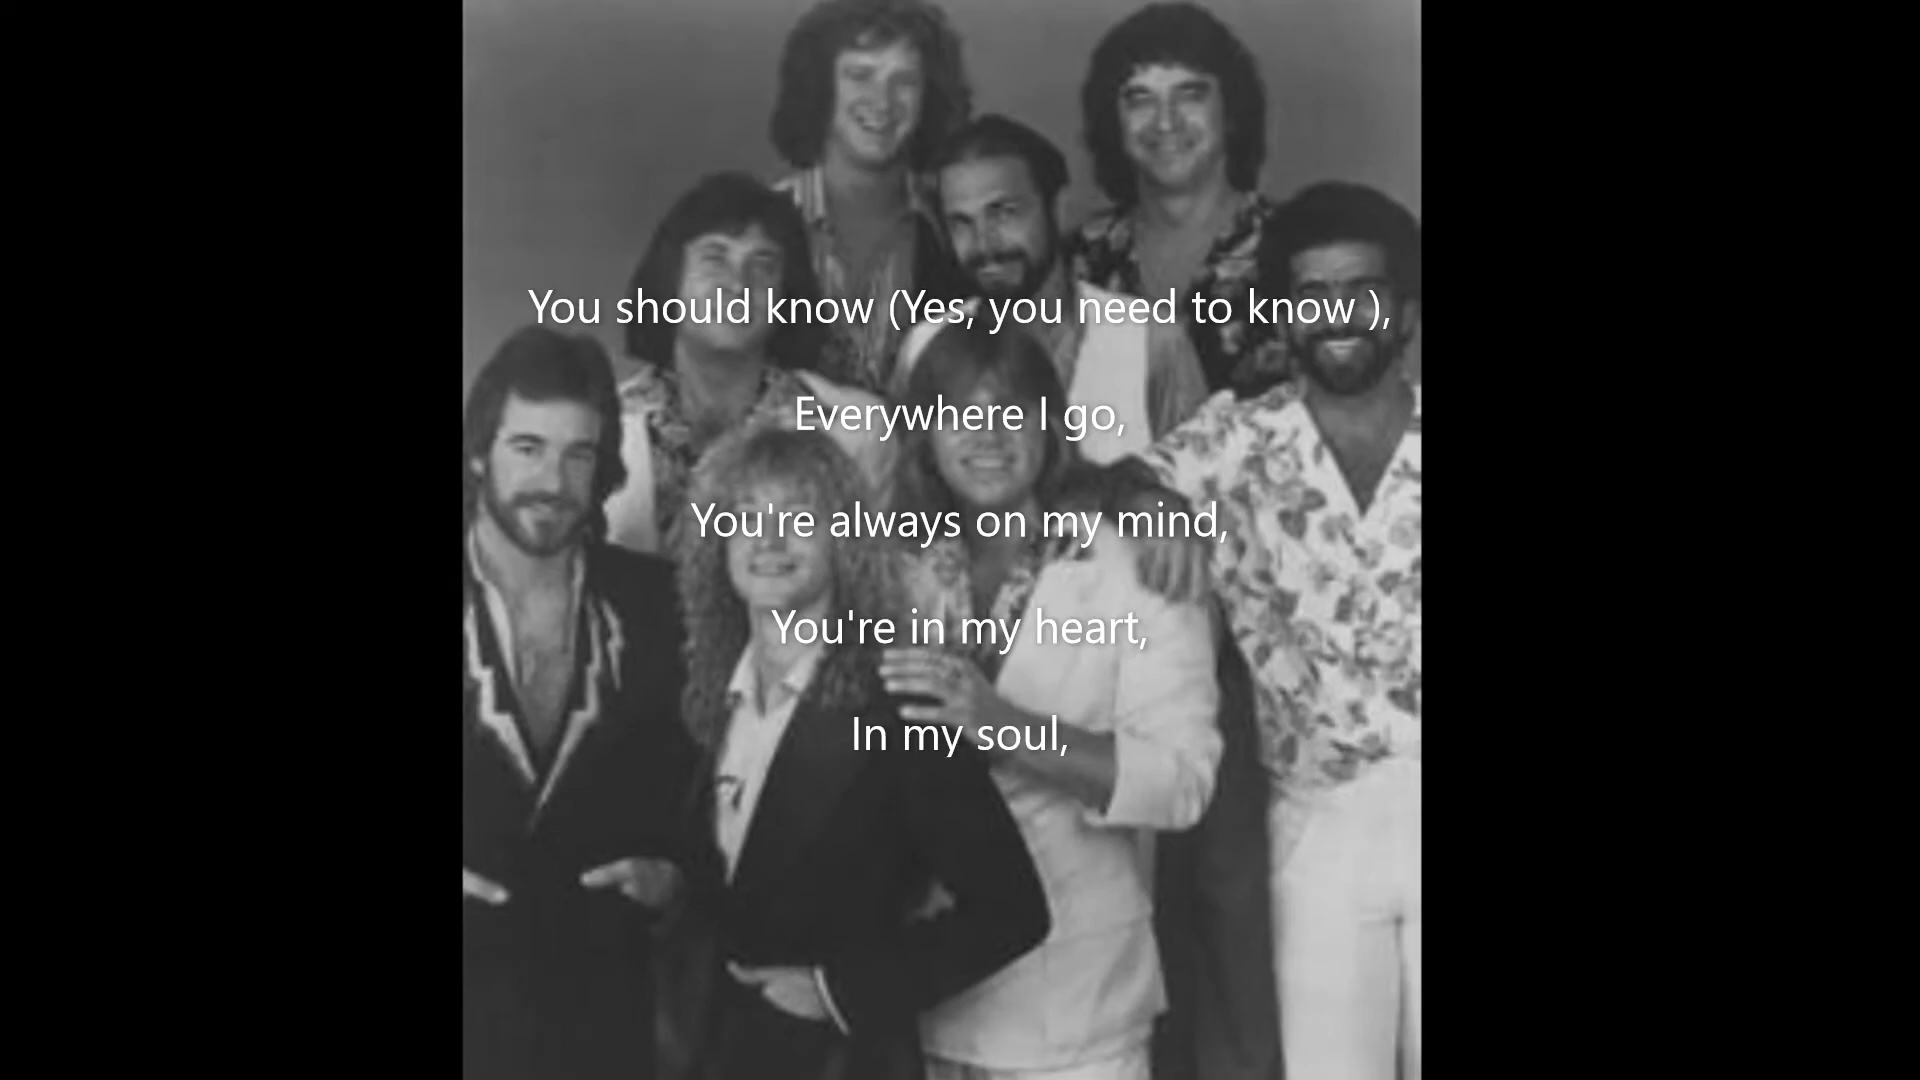 You should know (Yes, you need to know ),
Everywhere I go,
You're always on my mind,
You're in my heart,
In my soul,